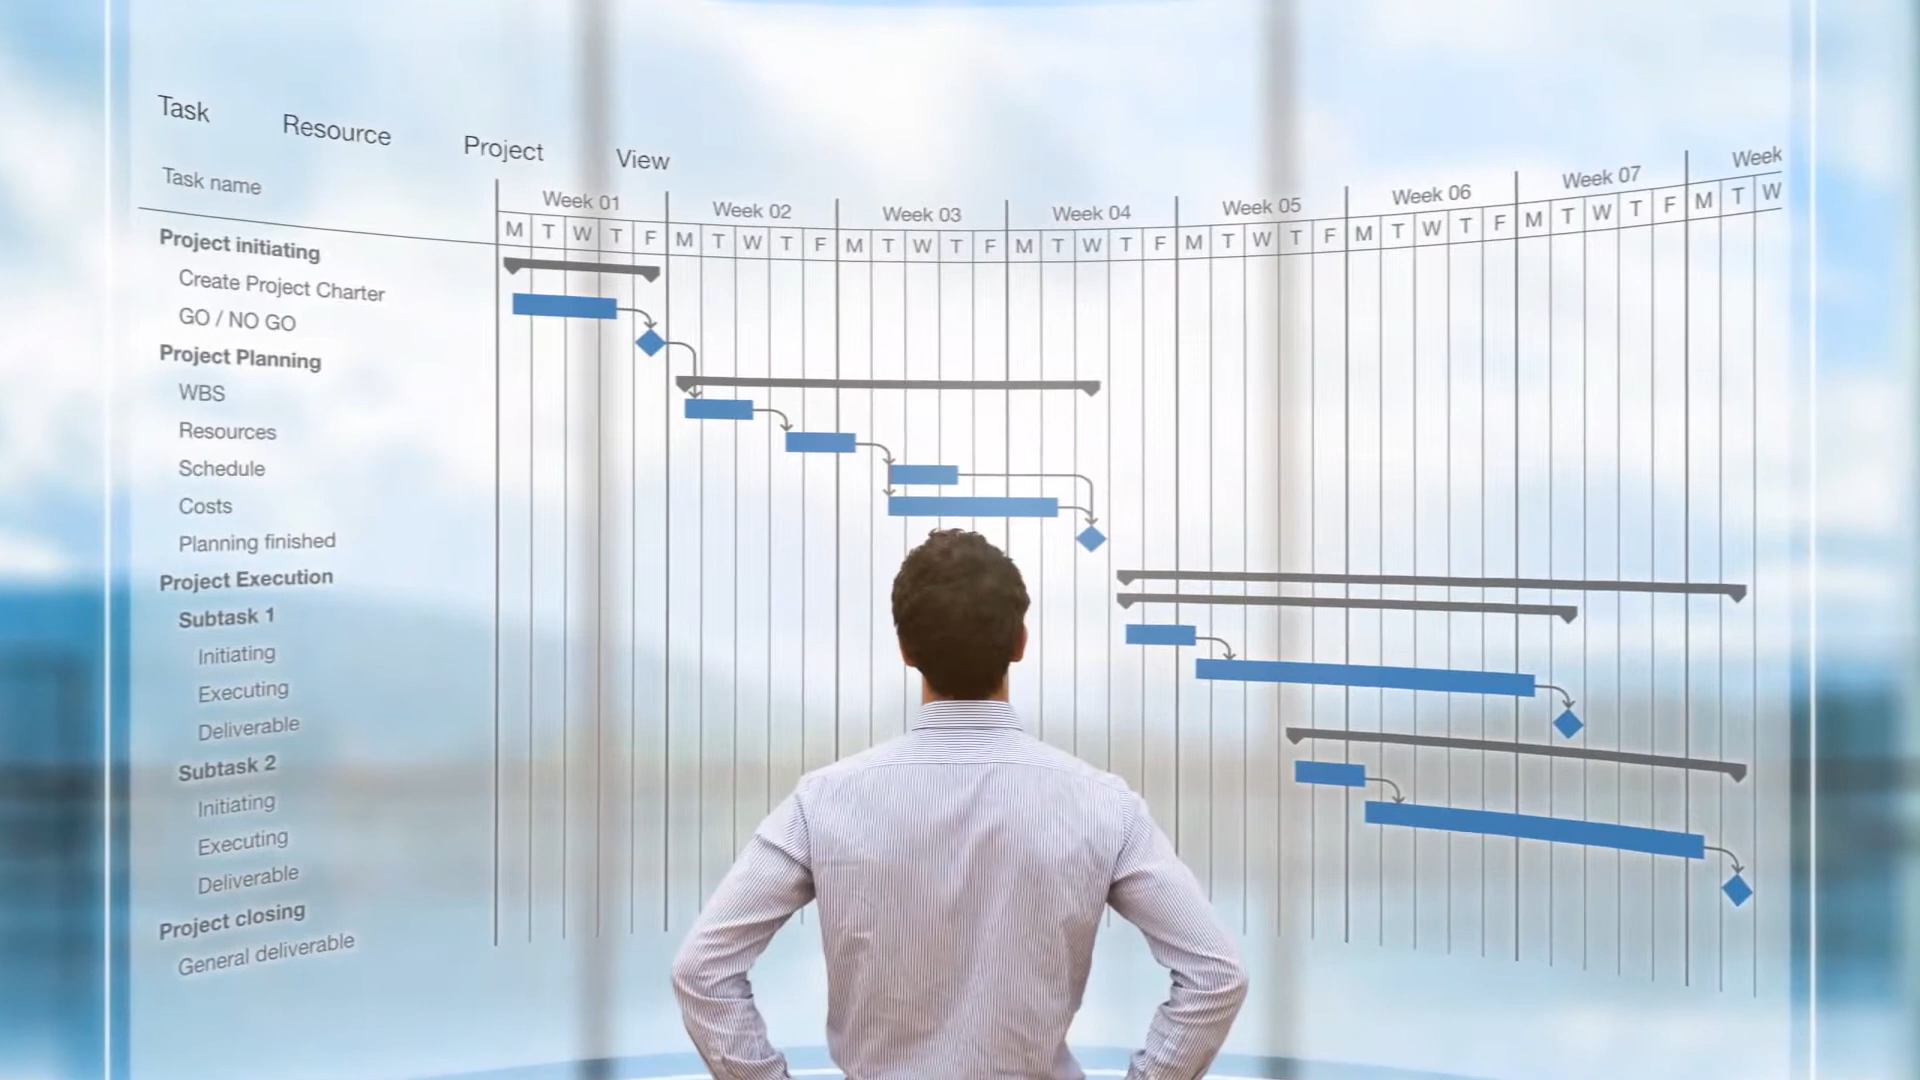 Task Resource Project View
Task name
Week 01 Week 02 Week 03 Week 04 Week 05 Week 06 Week 07 Week
M T W T F M T W T F M T W T F M T W T F M T W T F M T W T F M T W T F M T W
Project initiating
Create Project Charter
GO / NO GO
Project Planning
WBS
Resources
Schedule
Costs
Planning finished
Project Execution
Subtask 1
Initiating
Executing
Deliverable
Subtask 2
Initiating
Executing
Deliverable
Project closing
General deliverable